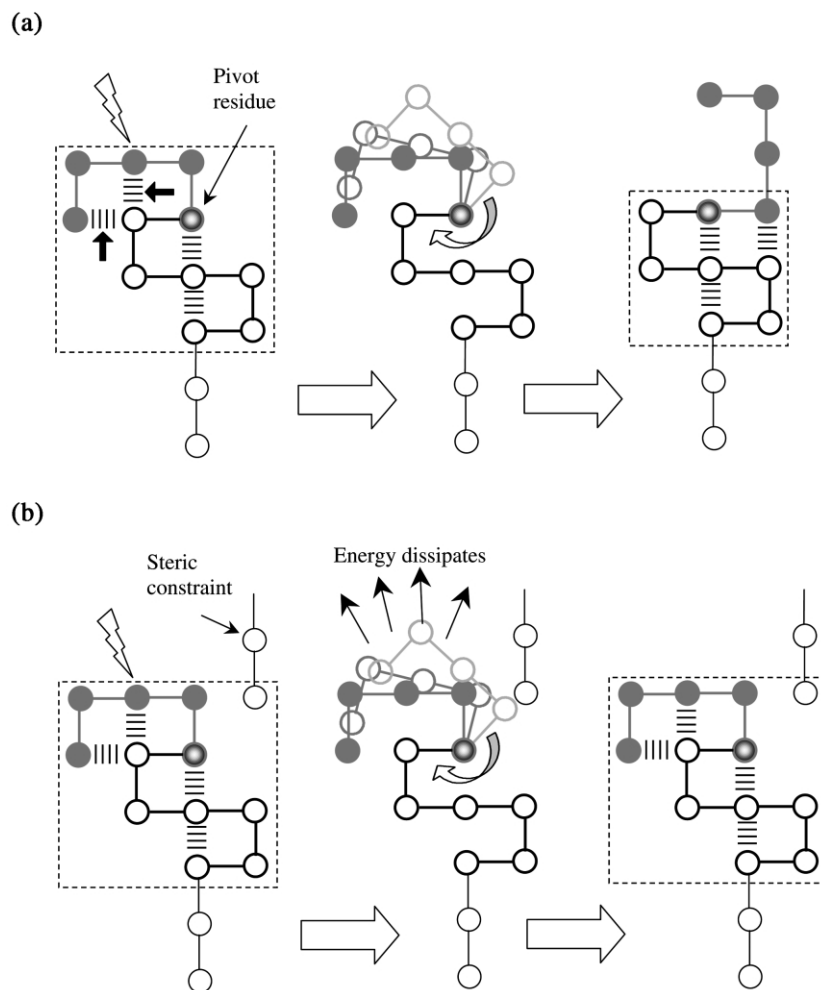 (a)
Pivot
residue
(b)
Steric
constraint
Energy dissipates